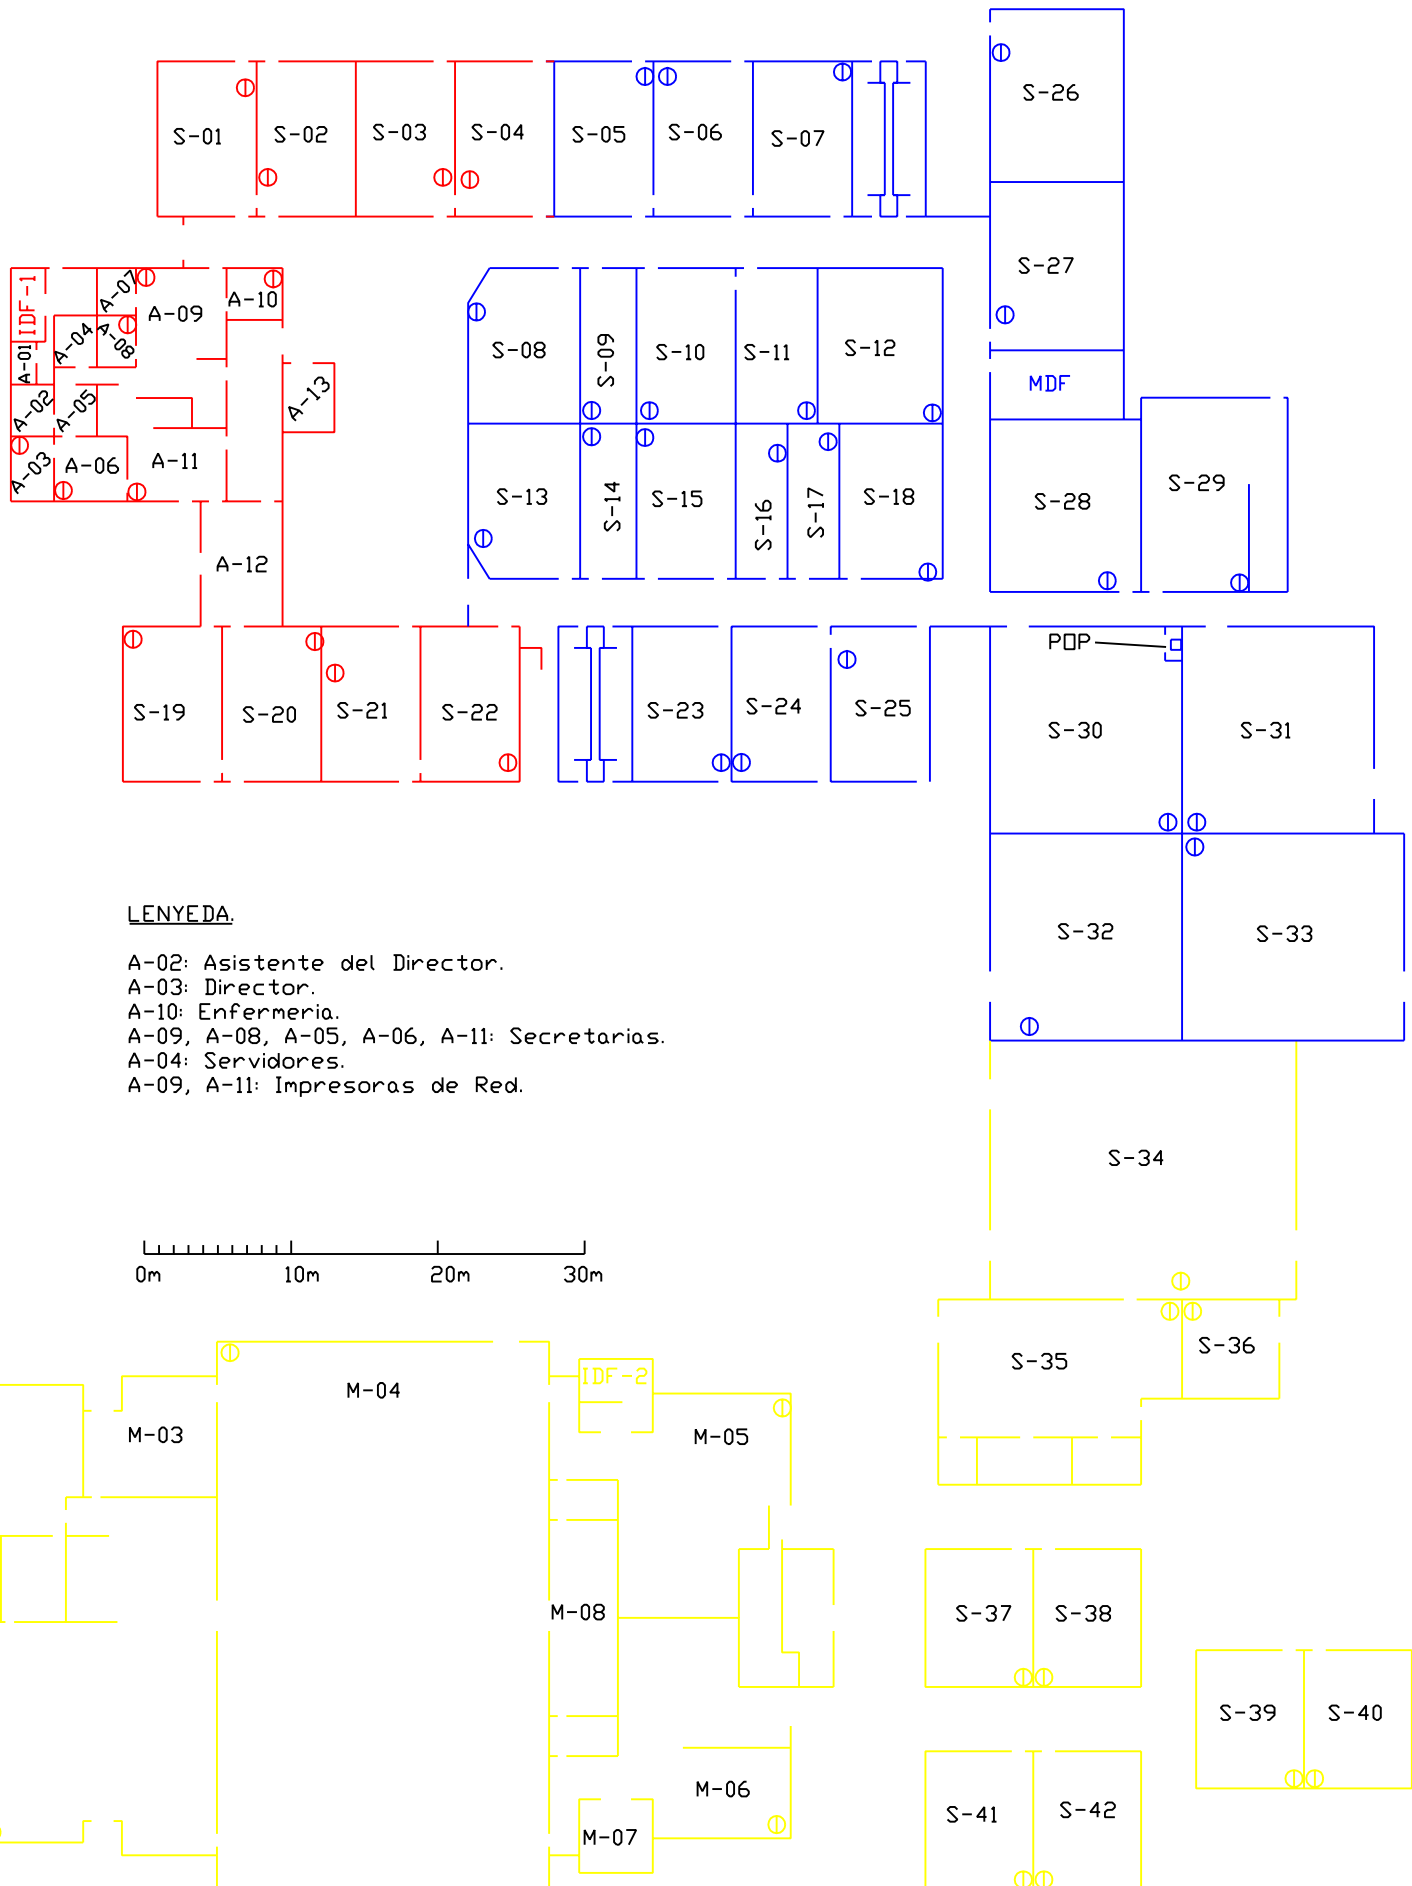 S-26
S-01
S-02
S-03
S-04
S-05
S-06
S-07
S-27
IDF-1
A-07
A-09
A-10
A-04
A-08
A-01
A-02
A-05
A-13
A-03
A-06
A-11
S-08
S-09
S-10
S-11
S-12
MDF
S-13
S-14
S-15
S-16
S-17
S-18
S-28
S-29
A-12
POP
S-19
S-20
S-21
S-22
S-23
S-24
S-25
S-30
S-31
LENYEDA.
A-02: Asistente del Director.
A-03: Director.
A-10: Enfermeria.
A-09, A-08, A-05, A-06, A-11: Secretarias.
A-04: Servidores.
A-09, A-11: Impresoras de Red.
S-32
S-33
S-34
0m
10m
20m
30m
S-35
S-36
M-03
M-04
IDF-2
M-05
M-08
S-37
S-38
S-39
S-40
M-06
M-07
S-41
S-42